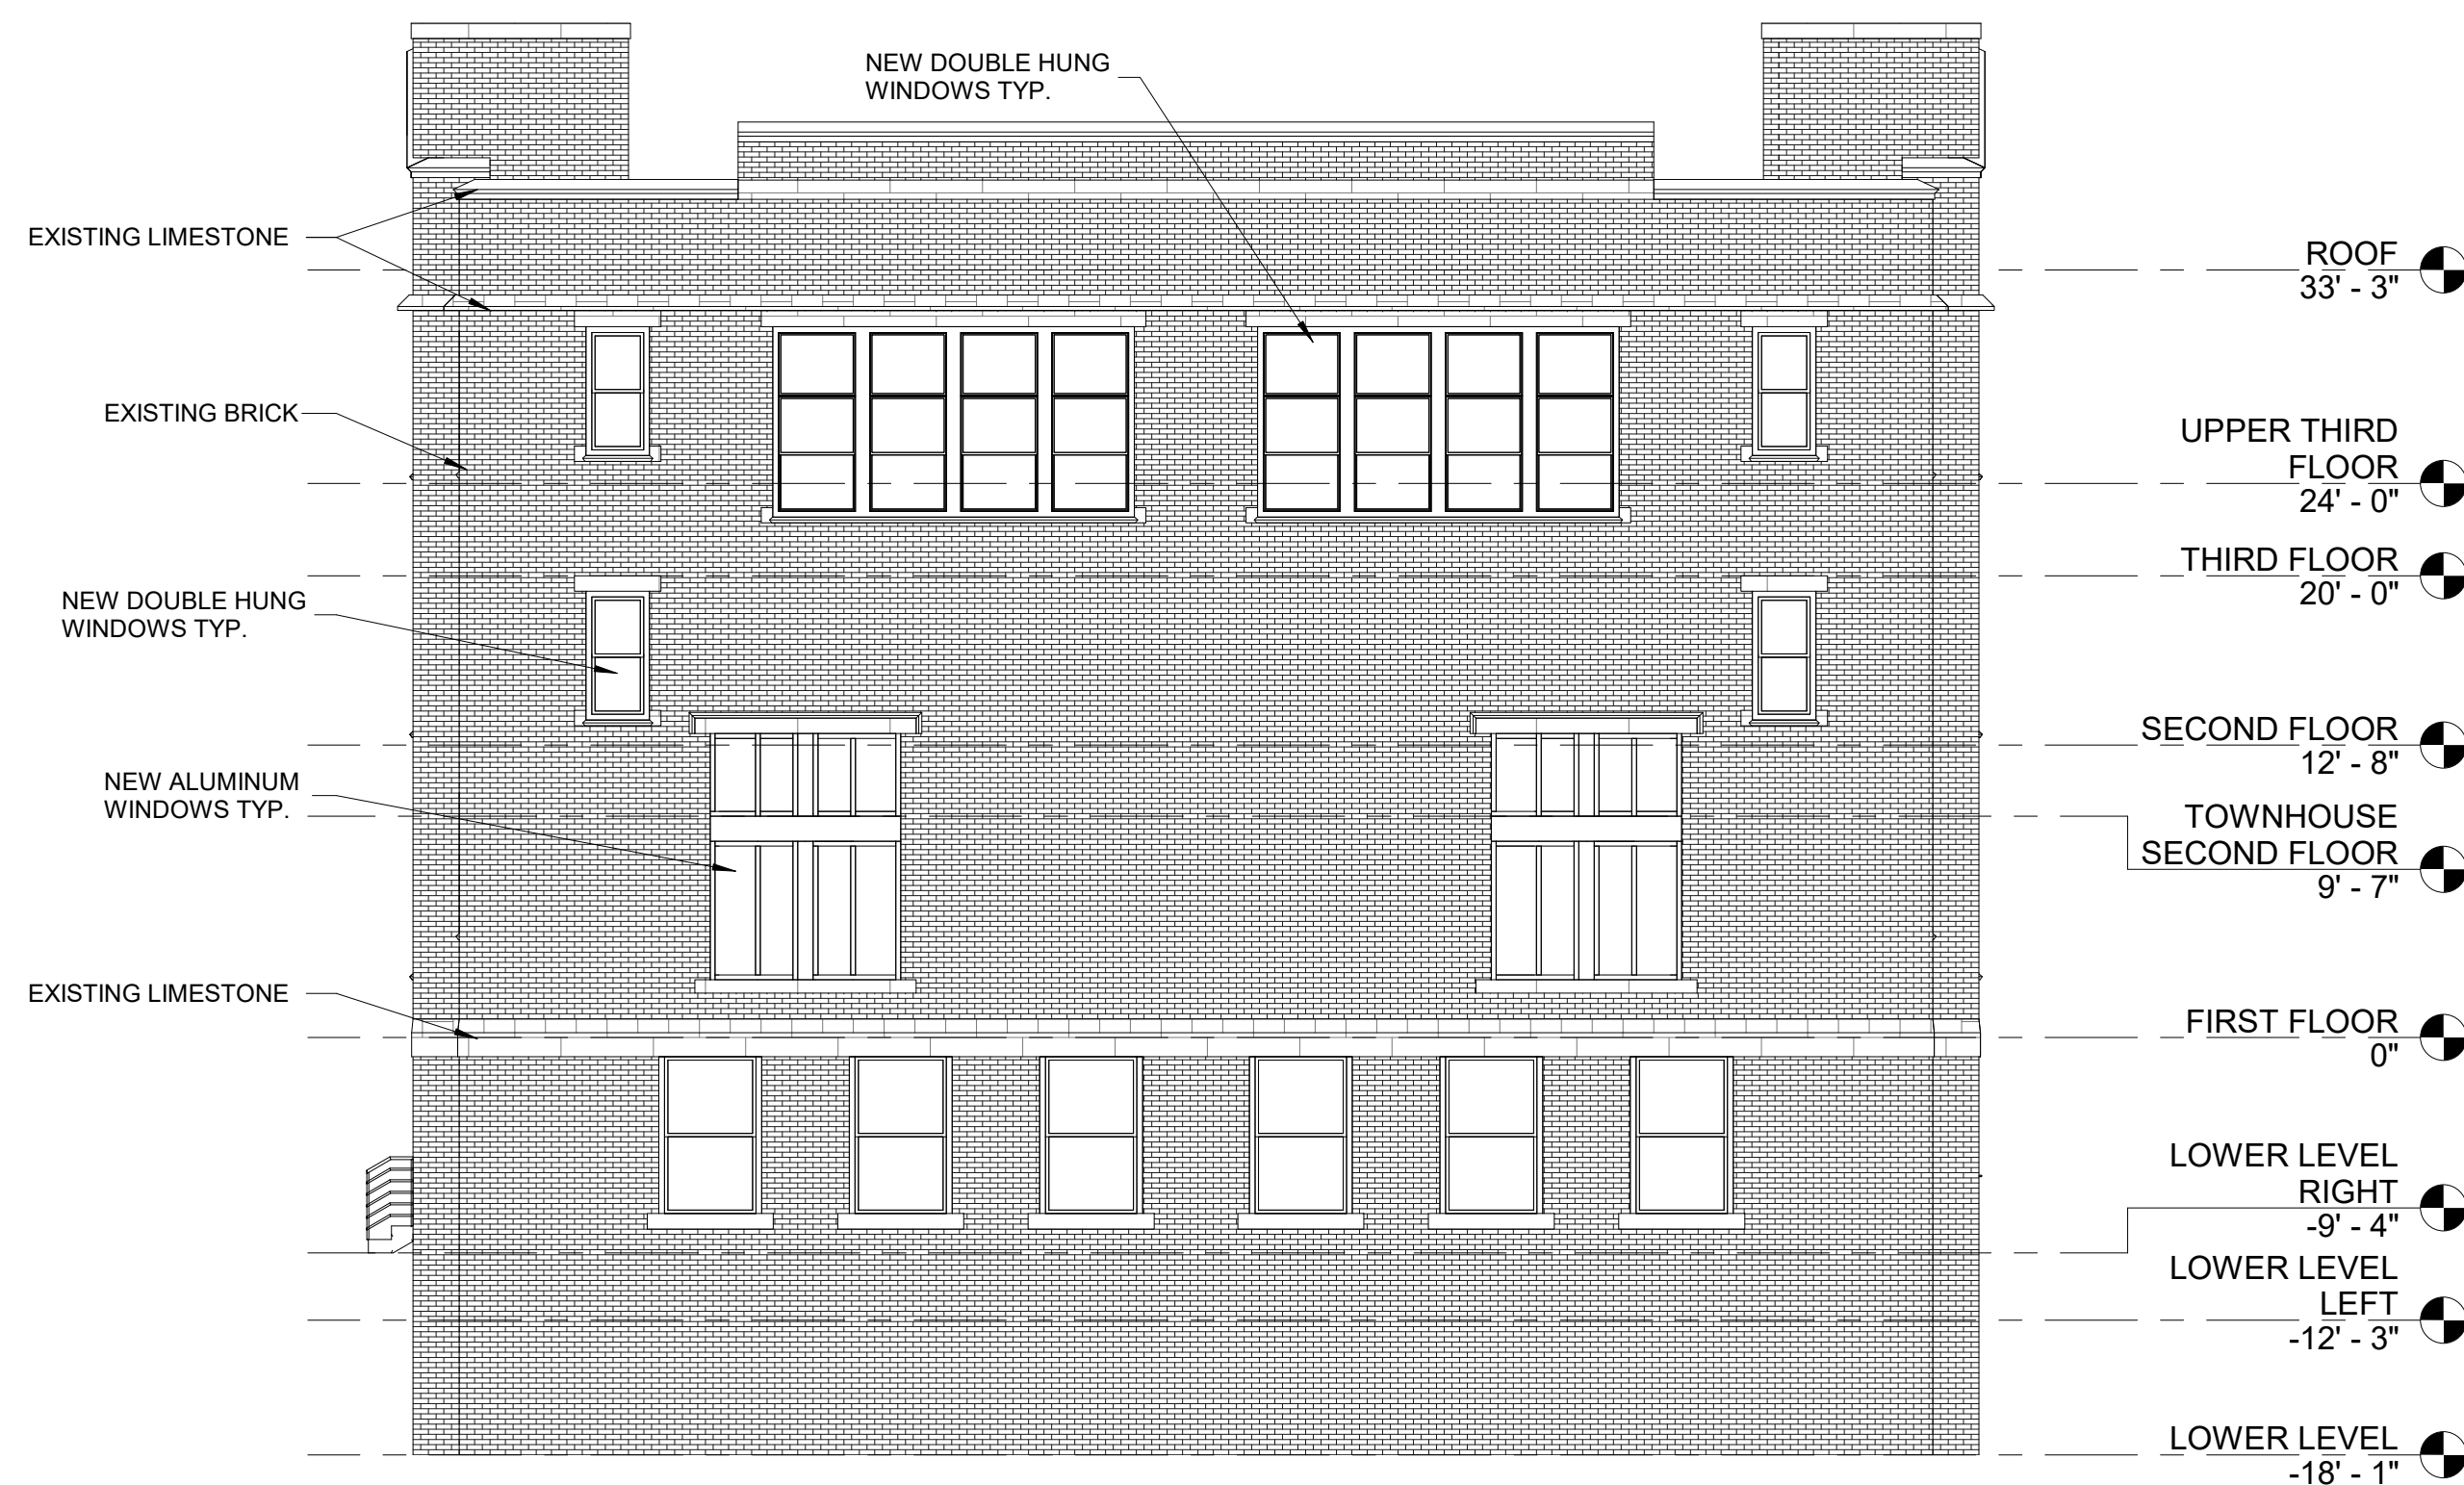 NEW DOUBLE HUNG
WINDOWS TYP.
EXISTING LIMESTONE
EXISTING BRICK
NEW DOUBLE HUNG
WINDOWS TYP.
NEW ALUMINUM
WINDOWS TYP.
EXISTING LIMESTONE
ROOF
33' - 3"
UPPER THIRD
FLOOR
24' - 0"
THIRD FLOOR
20' - 0"
SECOND FLOOR
12' - 8"
TOWNHOUSE
SECOND FLOOR
9' - 7"
FIRST FLOOR
0"
LOWER LEVEL
RIGHT
-9' - 4"
LOWER LEVEL
LEFT
-12' - 3"
LOWER LEVEL
-18' - 1"